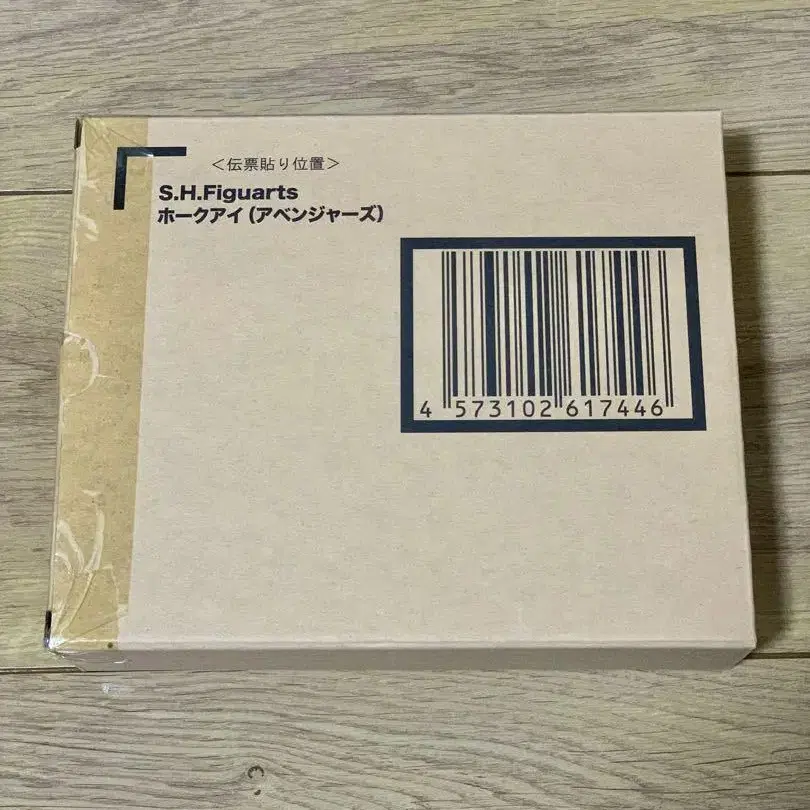 ＜伝票貼り位置＞
S.H.Figuarts
ホークアイ（アベンジャーズ）
4 573102 617446